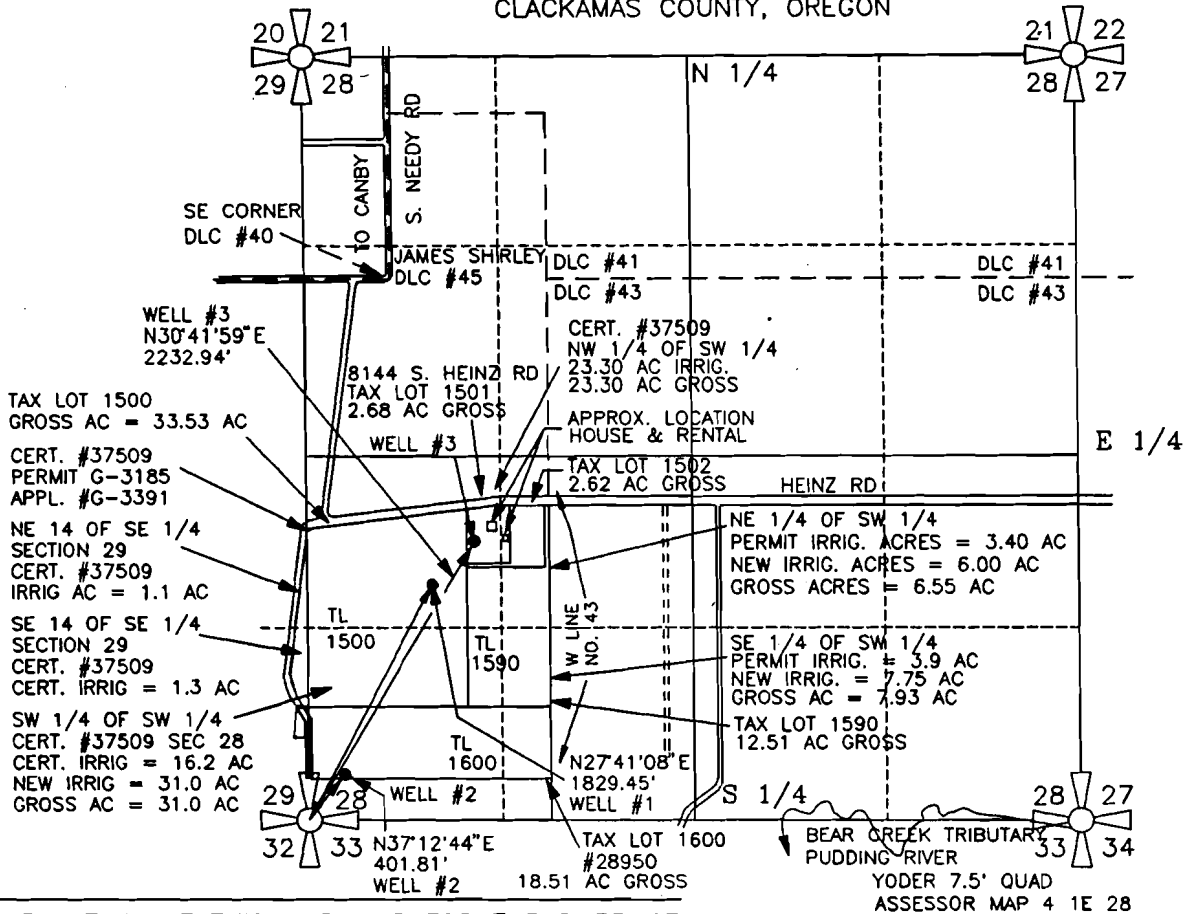 CLACKAMAS COUNTY, OREGON
20 21
29 28
21 22
28 27
N 1/4
S. NEEDY RD
TO CANBY
SE CORNER
DLC #40
JAMES SHIRLEY
DLC #45
DLC #41
DLC #43
DLC #41
DLC #43
WELL #3
N30°41'59"E
2232.94'
CERT. #37509
NW 1/4 OF SW 1/4
23.30 AC IRRIG.
23.30 AC GROSS
8144 S. HEINZ RD
TAX LOT 1501
2.68 AC GROSS
TAX LOT 1500
GROSS AC = 33.53 AC
APPROX. LOCATION
HOUSE & RENTAL
WELL #3
E 1/4
CERT. #37509
PERMIT G-3185
APPL. #G-3391
TAX LOT 1502
2.62 AC GROSS
HEINZ RD
NE 14 OF SE 1/4
SECTION 29
CERT. #37509
IRRIG AC = 1.1 AC
NE 1/4 OF SW 1/4
PERMIT IRRIG. ACRES = 3.40 AC
NEW IRRIG. ACRES = 6.00 AC
GROSS ACRES = 6.55 AC
SE 14 OF SE 1/4
SECTION 29
CERT. #37509
CERT. IRRIG = 1.3 AC
TL
1500
TL
1590
W LINE
NO. 43
SE 1/4 OF SW 1/4
PERMIT IRRIG. = 3.9 AC
NEW IRRIG. = 7.75 AC
GROSS AC = 7.93 AC
SW 1/4 OF SW 1/4
CERT. #37509 SEC 28
CERT. IRRIG = 16.2 AC
NEW IRRIG = 31.0 AC
GROSS AC = 31.0 AC
TAX LOT 1590
12.51 AC GROSS
TL
1600
N27°41'08"E
1829.45'
WELL #1
WELL #2
S 1/4
29 28
32 33
28 27
33 34
N37°12'44"E
401.81'
WELL #2
TAX LOT 1600
#28950
18.51 AC GROSS
BEAR CREEK TRIBUTARY
PUDDING RIVER
YODER 7.5' QUAD
ASSESSOR MAP 4 1E 28